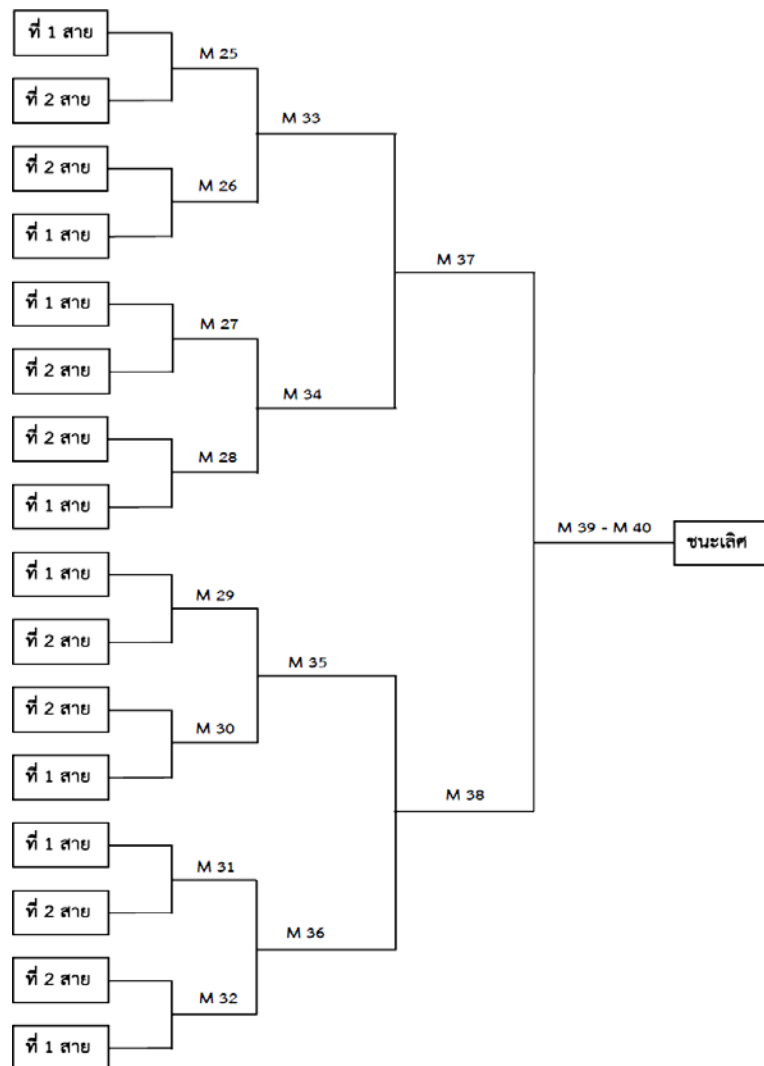 ที่ 1 สาย
M 25
ที่ 2 สาย
M 33
ที่ 2 สาย
M 26
ที่ 1 สาย
M 37
ที่ 1 สาย
M 27
ที่ 2 สาย
M 34
ที่ 2 สาย
M 28
ที่ 1 สาย
M 39 - M 40
ชนะเลิศ
ที่ 1 สาย
M 29
ที่ 2 สาย
M 35
ที่ 2 สาย
M 30
ที่ 1 สาย
M 38
ที่ 1 สาย
M 31
ที่ 2 สาย
M 36
ที่ 2 สาย
M 32
ที่ 1 สาย